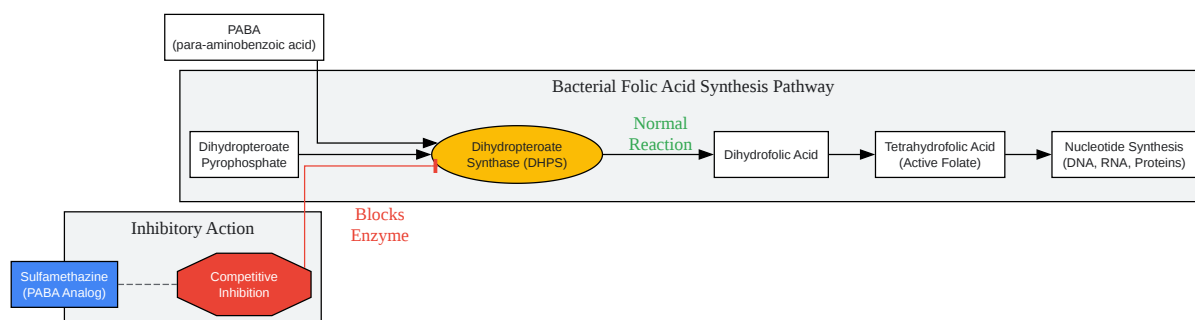 PABA
(para-aminobenzoic acid)
Bacterial Folic Acid Synthesis Pathway
Dihydropteroate
Pyrophosphate
Dihydropteroate
Synthase (DHPS)
Normal
Reaction
Dihydrofolic Acid
Tetrahydrofolic Acid
(Active Folate)
Nucleotide Synthesis
(DNA, RNA, Proteins)
Blocks
Enzyme
Inhibitory Action
Sulfamethazine
(PABA Analog)
Competitive
Inhibition